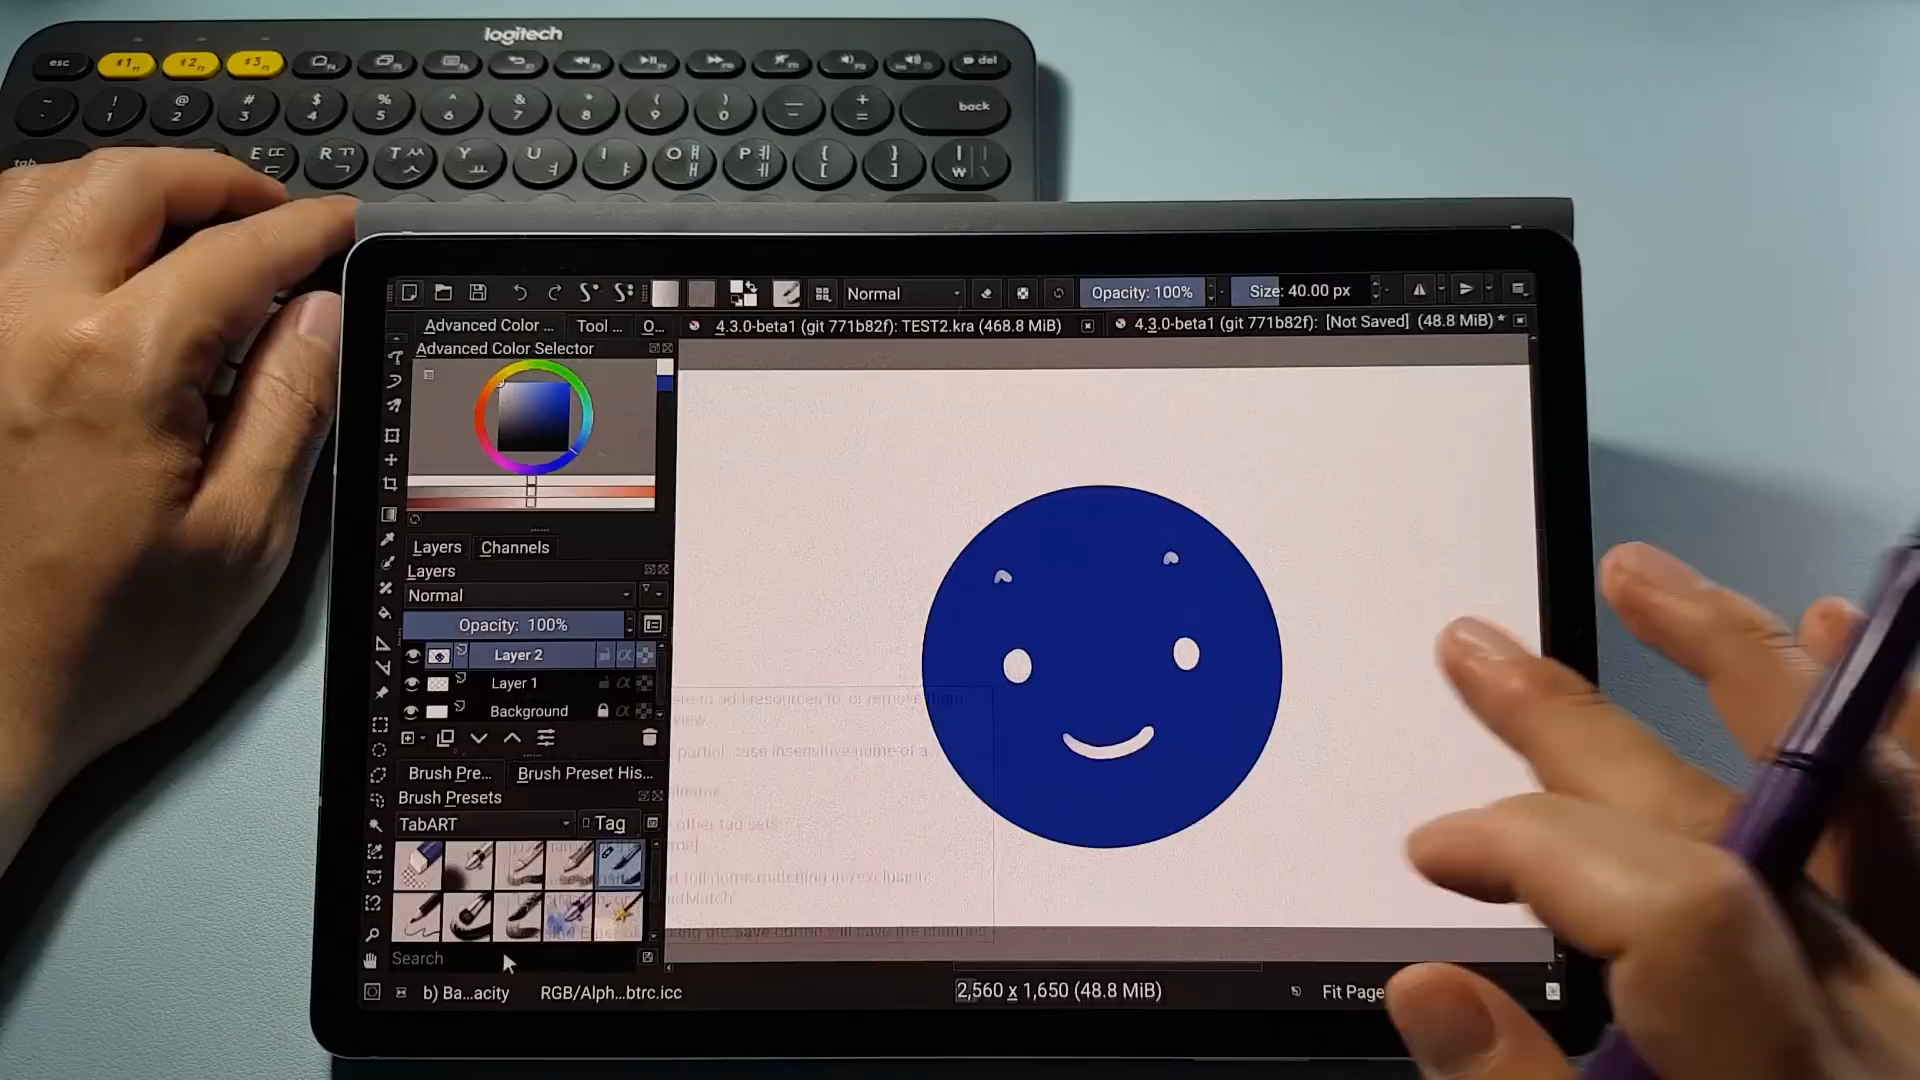 logitech
esc
del
back
tab
Normal
Opacity: 100%
Size: 40.00 px
Advanced Color ...
Tool ...
O...
4.3.0-beta1 (git 771b82f): TEST2.kra (468.8 MiB)
4.3.0-beta1 (git 771b82f): [Not Saved] (48.8 MiB) *
Advanced Color Selector
Layers
Channels
Layers
Normal
Opacity: 100%
Layer 2
Layer 1
Background
Brush Pre...
Brush Preset His...
Brush Presets
TabART
Tag
Search
b) Ba...acity
RGB/Alph...btrc.icc
2,560 x 1,650 (48.8 MiB)
Fit Page